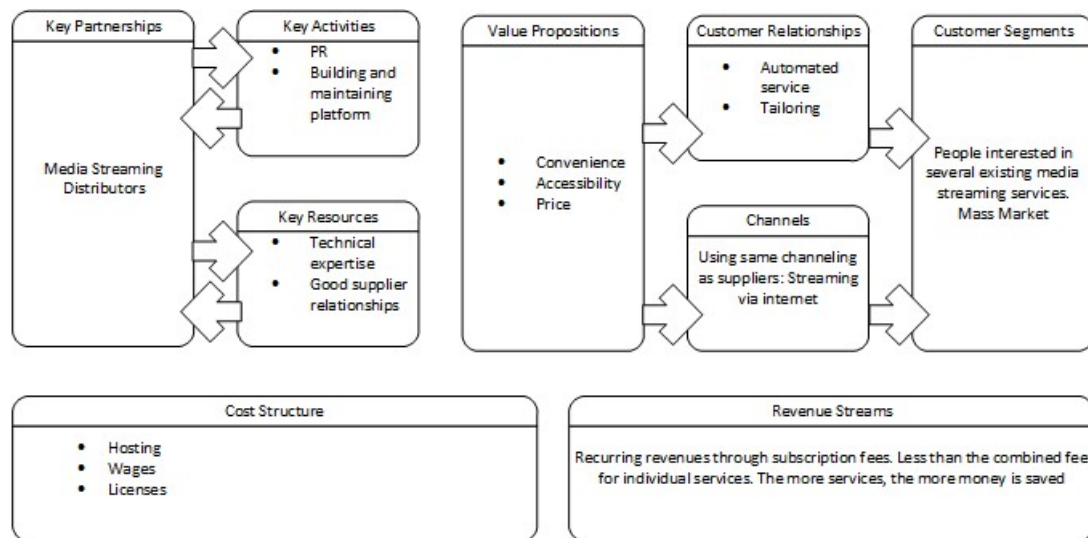 Key Partnerships
Media Streaming
Distributors
Key Activities
• PR
• Building and
maintaining
platform
Key Resources
• Technical
expertise
• Good supplier
relationships
Value Propositions
• Convenience
• Accessibility
• Price
Customer Relationships
• Automated
service
• Tailoring
Channels
Using same channeling
as suppliers: Streaming
via internet
Customer Segments
People interested in
several existing media
streaming services.
Mass Market
Cost Structure
• Hosting
• Wages
• Licenses
Revenue Streams
Recurring revenues through subscription fees. Less than the combined fee
for individual services. The more services, the more money is saved